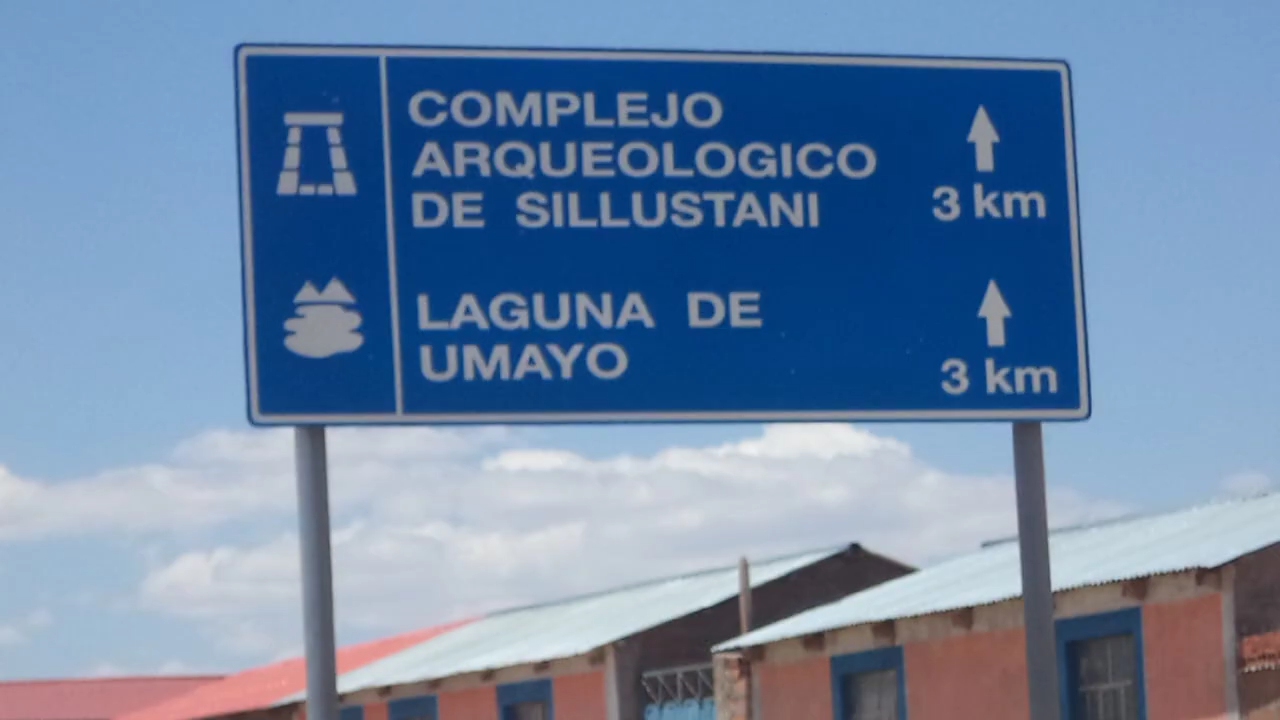 COMPLEJO
ARQUEOLOGICO
DE SILLUSTANI
3 km
LAGUNA DE
UMAYO
3 km